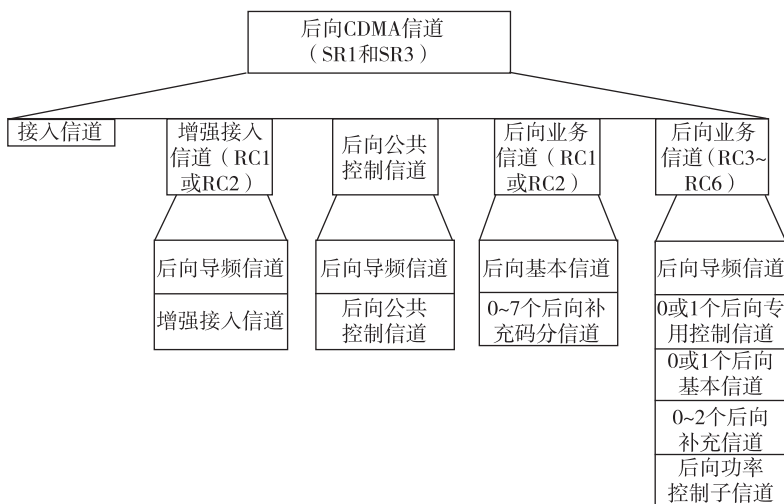 后向CDMA信道
（SR1和SR3）
接入信道
增强接入
信道（RC1
或RC2）
后向公共
控制信道
后向业务
信道（RC1
或RC2）
后向业务
信道（RC3~
RC6）
后向导频信道
增强接入信道
后向导频信道
后向公共
控制信道
后向基本信道
0~7个后向补
充码分信道
后向导频信道
0或1个后向专
用控制信道
0或1个后向
基本信道
0~2个后向
补充信道
后向功率
控制子信道